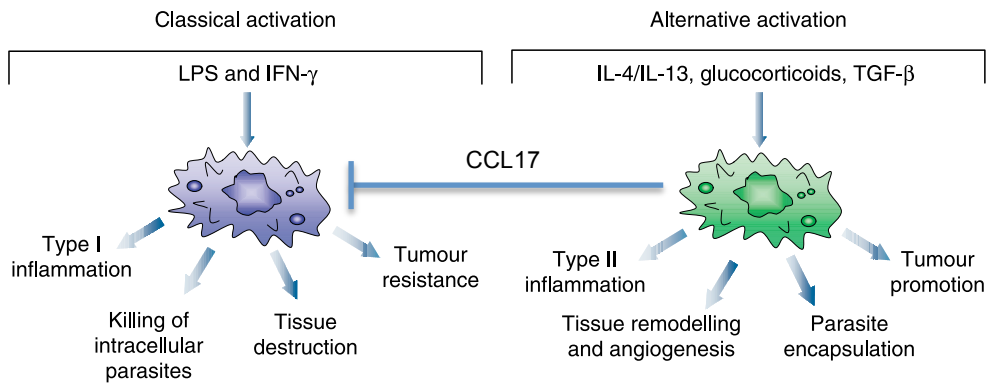 Classical activation
LPS and IFN-γ
Type I
inflammation
Killing of
intracellular
parasites
Tissue
destruction
Tumour
resistance
CCL17
Alternative activation
IL-4/IL-13, glucocorticoids, TGF-β
Type II
inflammation
Tissue remodelling
and angiogenesis
Parasite
encapsulation
Tumour
promotion